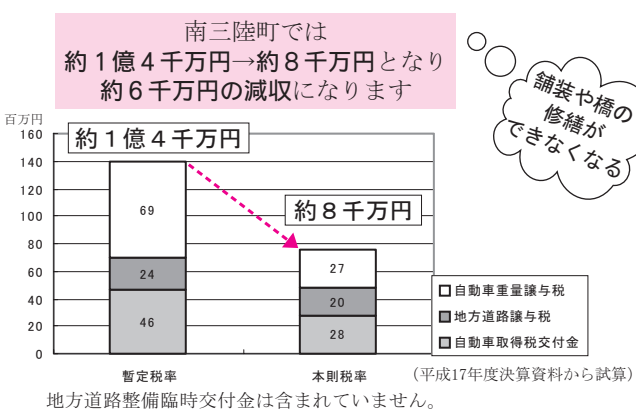 南三陸町では
約１億４千万円→約８千万円となり
約６千万円の減収になります
舗装や橋の
修繕が
できなくなる
百万円
160
140
120
100
80
60
40
20
0
約１億４千万円
約８千万円
69
24
46
27
20
28
自動車重量譲与税
地方道路譲与税
自動車取得税交付金
暫定税率
本則税率
（平成17年度決算資料から試算）
地方道路整備臨時交付金は含まれていません。